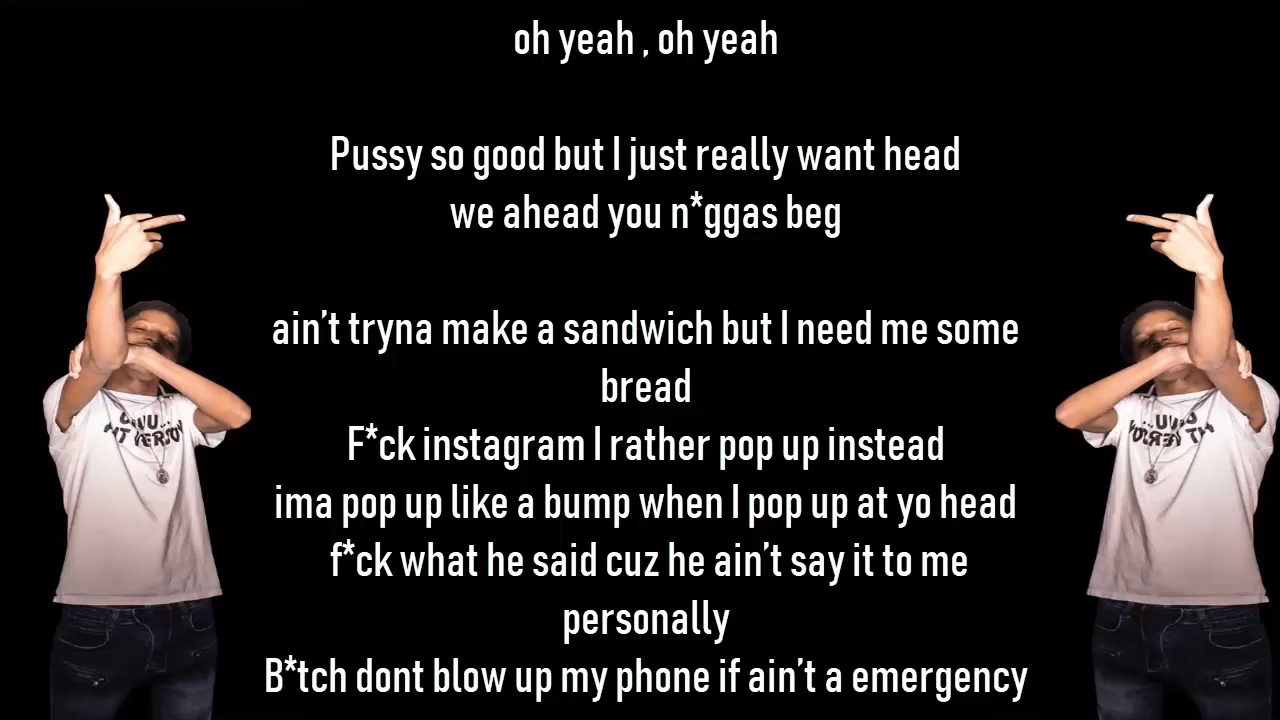 oh yeah , oh yeah
Pussy so good but I just really want head
we ahead you n*ggas beg
ain't tryna make a sandwich but I need me some
bread
F*ck instagram I rather pop up instead
ima pop up like a bump when I pop up at yo head
f*ck what he said cuz he ain't say it to me
personally
B*tch dont blow up my phone if ain't a emergency